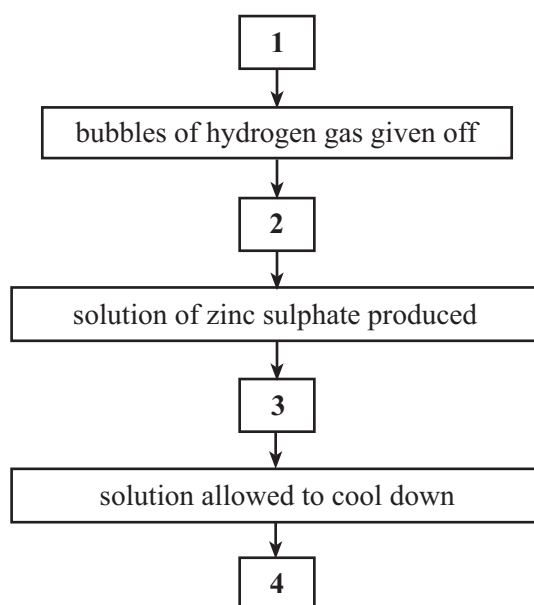 1
bubbles of hydrogen gas given off
2
solution of zinc sulphate produced
3
solution allowed to cool down
4